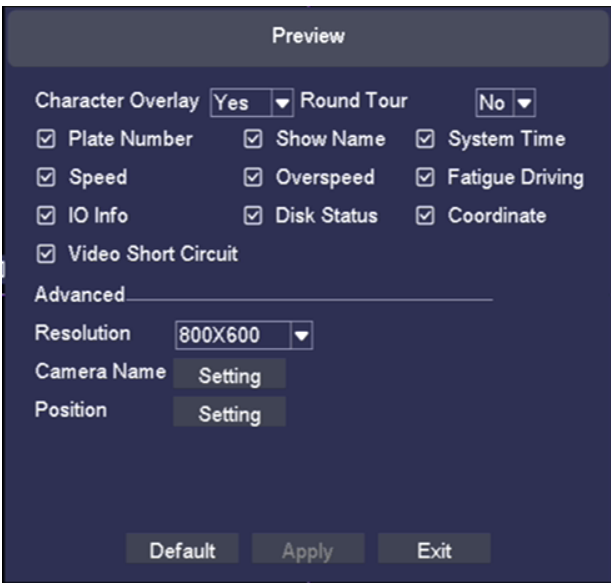 Preview
Character Overlay Yes Round Tour No
Plate Number Show Name System Time
Speed Overspeed Fatigue Driving
IO Info Disk Status Coordinate
Video Short Circuit
Advanced
Resolution 800X600
Camera Name Setting
Position Setting
Default Apply Exit